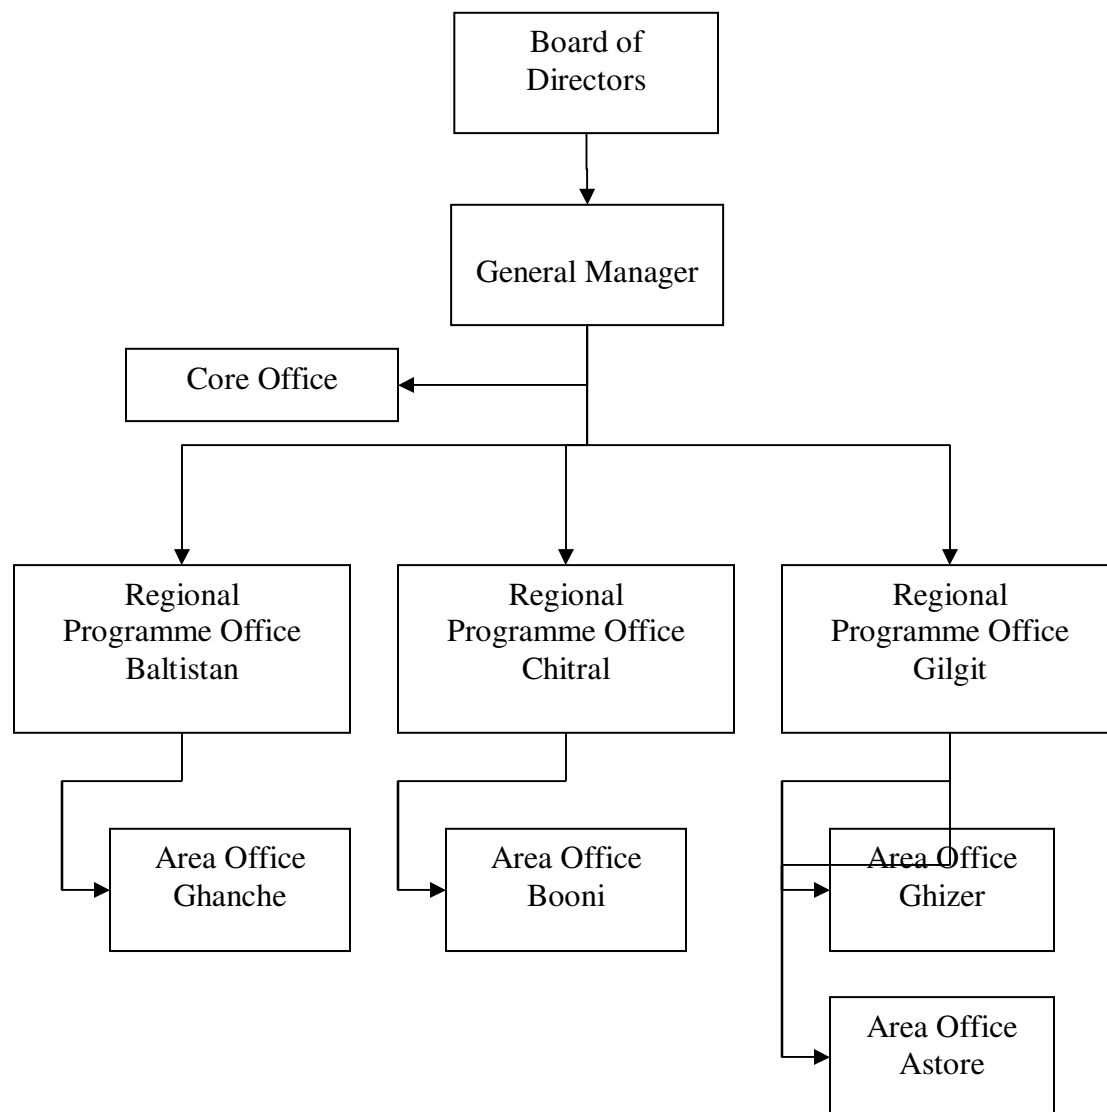 Board of
Directors
General Manager
Core Office
Regional
Programme Office
Baltistan
Regional
Programme Office
Chitral
Regional
Programme Office
Gilgit
Area Office
Ghanche
Area Office
Booni
Area Office
Ghizer
Area Office
Astore